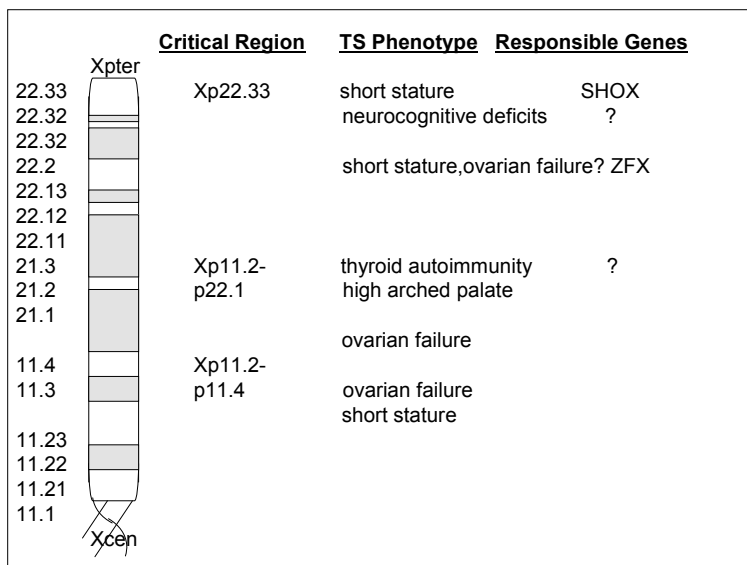 Critical Region TS Phenotype Responsible Genes
Xpter
22.33 Xp22.33 short stature SHOX
22.32 neurocognitive deficits ?
22.32
22.2 short stature,ovarian failure? ZFX
22.13
22.12
22.11
21.3 Xp11.2- thyroid autoimmunity ?
21.2 p22.1 high arched palate
21.1
ovarian failure
11.4 Xp11.2-
11.3 p11.4 ovarian failure
short stature
11.23
11.22
11.21
11.1
Xcen